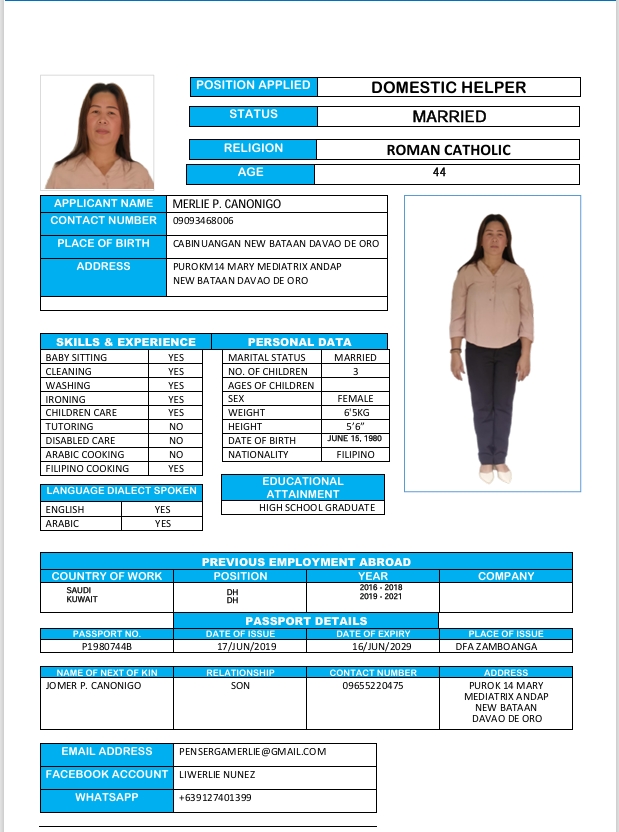 POSITION APPLIED DOMESTIC HELPER
STATUS MARRIED
RELIGION ROMAN CATHOLIC
AGE 44
APPLICANT NAME MERLIE P. CANONIGO
CONTACT NUMBER 09093468006
PLACE OF BIRTH CABINUANGAN NEW BATAAN DAVAO DE ORO
ADDRESS PUROKM14 MARY MEDIATRIX ANDAP
NEW BATAAN DAVAO DE ORO
SKILLS & EXPERIENCE
BABY SITTING YES
CLEANING YES
WASHING YES
IRONING YES
CHILDREN CARE YES
TUTORING NO
DISABLED CARE NO
ARABIC COOKING NO
FILIPINO COOKING YES
PERSONAL DATA
MARITAL STATUS MARRIED
NO. OF CHILDREN 3
AGES OF CHILDREN
SEX FEMALE
WEIGHT 6'5KG
HEIGHT 5’6”
DATE OF BIRTH JUNE 15, 1980
NATIONALITY FILIPINO
LANGUAGE DIALECT SPOKEN
ENGLISH YES
ARABIC YES
EDUCATIONAL
ATTAINMENT
HIGH SCHOOL GRADUATE
PREVIOUS EMPLOYMENT ABROAD
COUNTRY OF WORK POSITION YEAR COMPANY
SAUDI DH 2016 - 2018
KUWAIT DH 2019 - 2021
PASSPORT DETAILS
PASSPORT NO. DATE OF ISSUE DATE OF EXPIRY PLACE OF ISSUE
P1980744B 17/JUN/2019 16/JUN/2029 DFA ZAMBOANGA
NAME OF NEXT OF KIN RELATIONSHIP CONTACT NUMBER ADDRESS
JOMER P. CANONIGO SON 09655220475 PUROK 14 MARY
MEDIATRIX ANDAP
NEW BATAAN
DAVAO DE ORO
EMAIL ADDRESS PENSERGAMERLIE@GMAIL.COM
FACEBOOK ACCOUNT LIWERLIE NUNEZ
WHATSAPP +639127401399